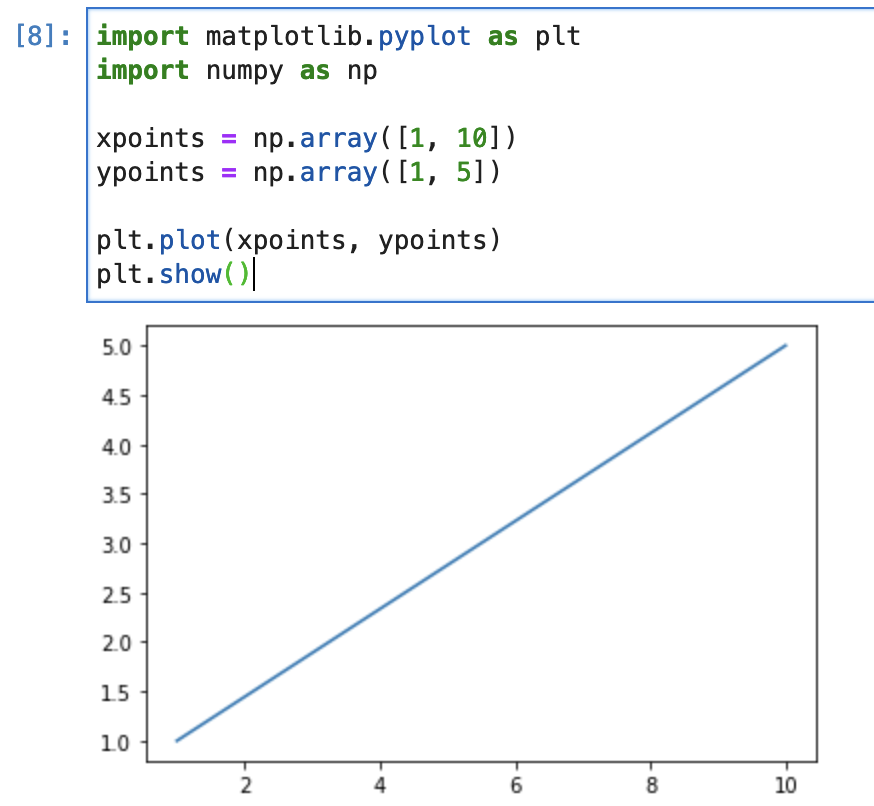 [8]:
import matplotlib.pyplot as plt
import numpy as np
xpoints = np.array([1, 10])
ypoints = np.array([1, 5])
plt.plot(xpoints, ypoints)
plt.show()
5.0
4.5
4.0
3.5
3.0
2.5
2.0
1.5
1.0
2 4 6 8 10